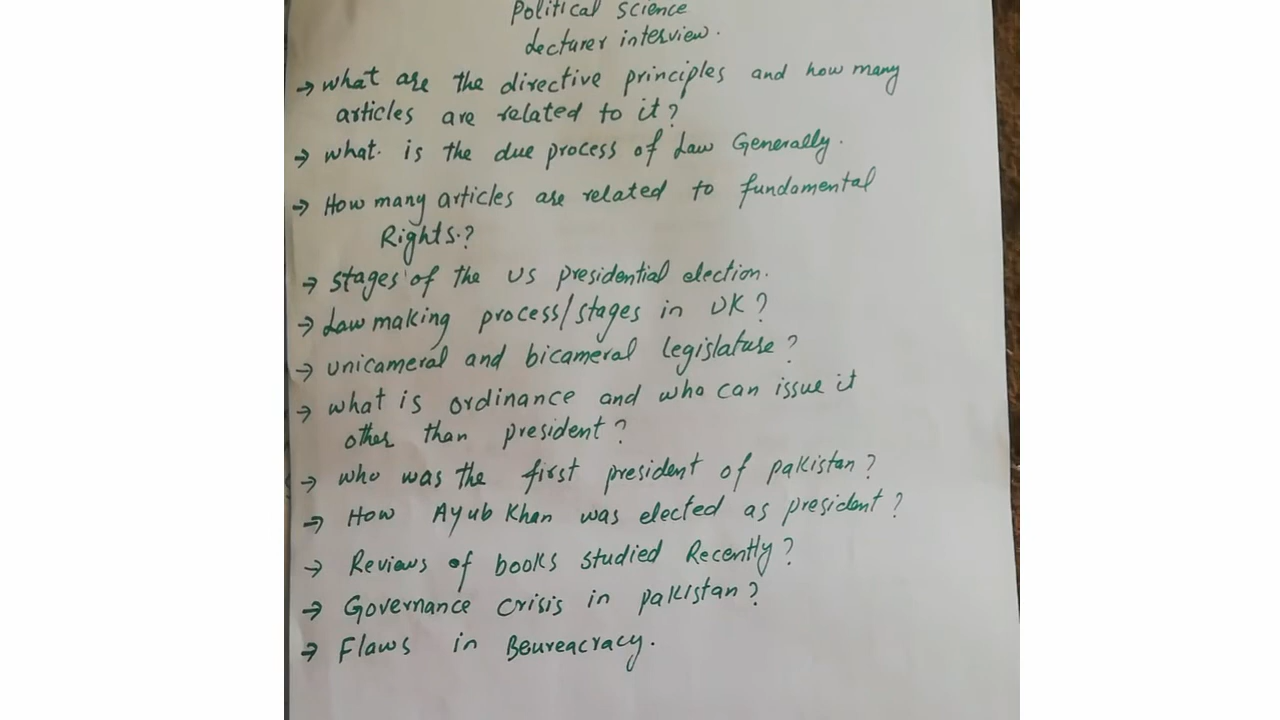 Political Science
Lecturer interview.
→ what are the directive principles and how many
articles are related to it?
→ what. is the due process of Law Generally.
→ How many articles are related to fundamental
Rights.?
→ stages of the US presidential election.
→ Law making process/stages in UK?
→ unicameral and bicameral legislature?
→ what is ordinance and who can issue it
other than president?
→ who was the first president of pakistan?
→ How Ayub Khan was elected as president?
→ Reviews of books studied Recently?
→ Governance crisis in pakistan?
→ Flaws in Beureacracy.